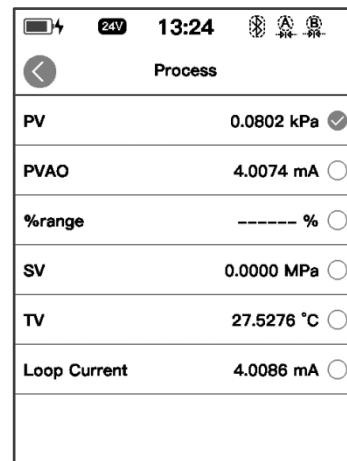 24V 13:24
Process
PV 0.0802 kPa
PVAO 4.0074 mA
%range ------ %
SV 0.0000 MPa
TV 27.5276 °C
Loop Current 4.0086 mA